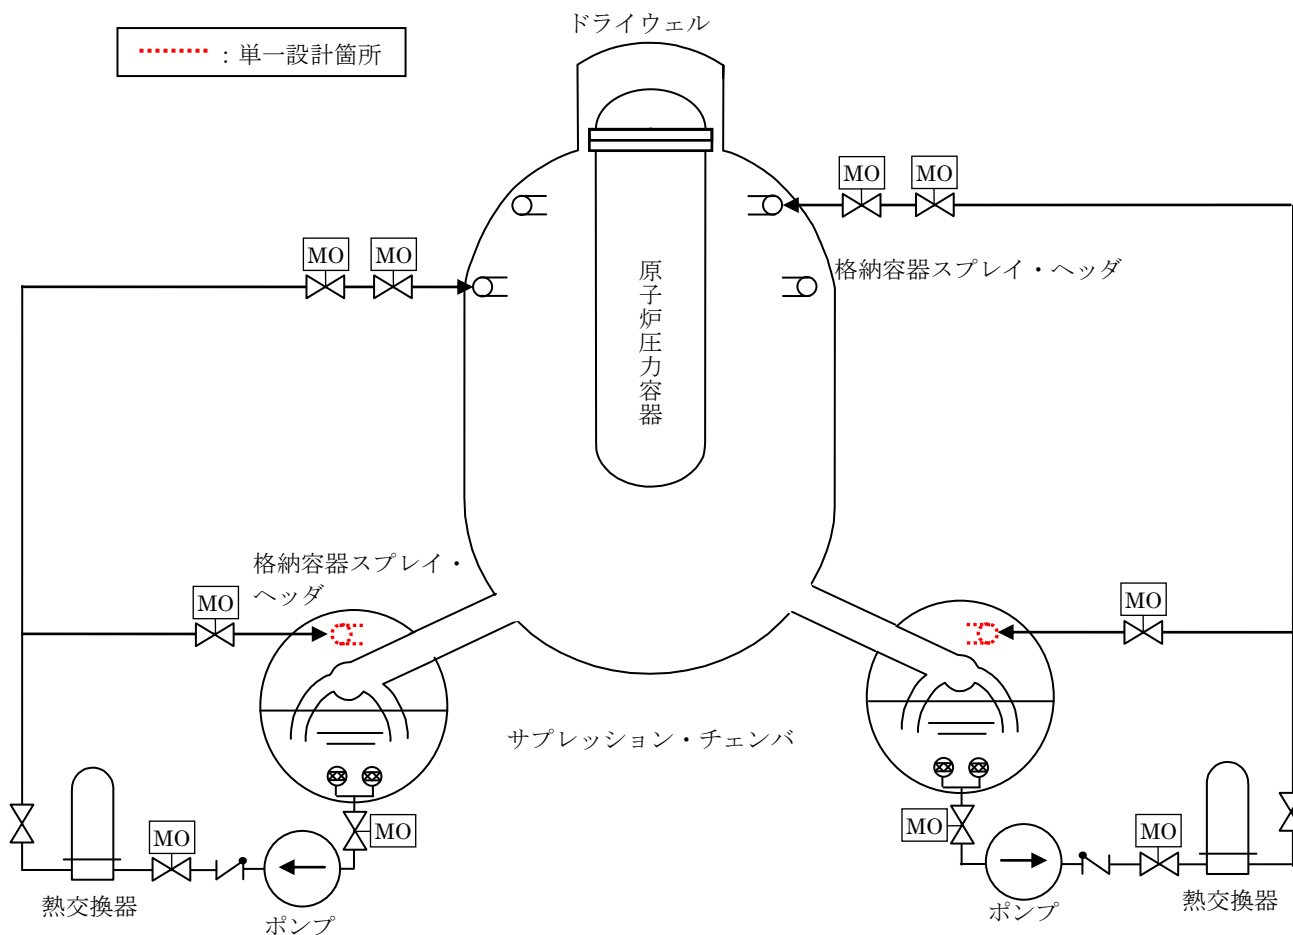 ドライウェル
：単一設計箇所
MO
MO
MO
MO
原子炉圧力容器
格納容器スプレイ・ヘッダ
格納容器スプレイ・
ヘッダ
MO
MO
サプレッション・チェンバ
MO
MO
MO
MO
熱交換器
ポンプ
ポンプ
熱交換器